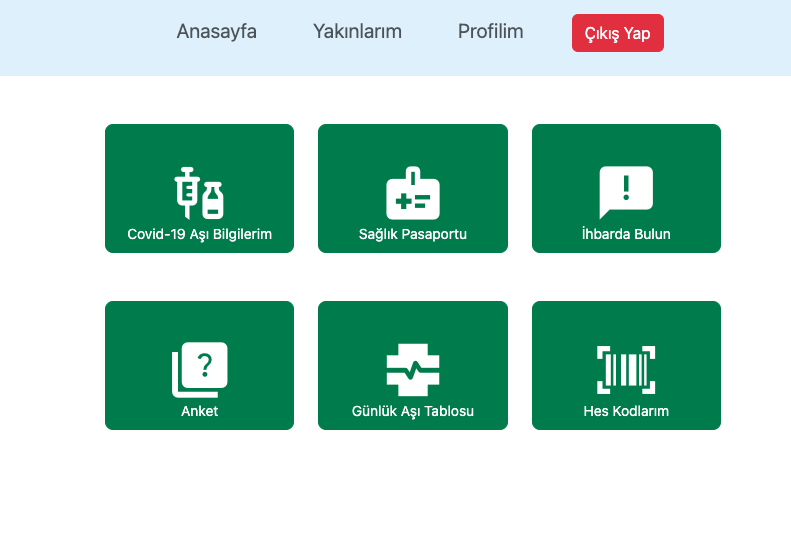 Anasayfa
Yakınlarım
Profilim
Çıkış Yap
Covid-19 Aşı Bilgilerim
Sağlık Pasaportu
İhbarda Bulun
Anket
Günlük Aşı Tablosu
Hes Kodlarım